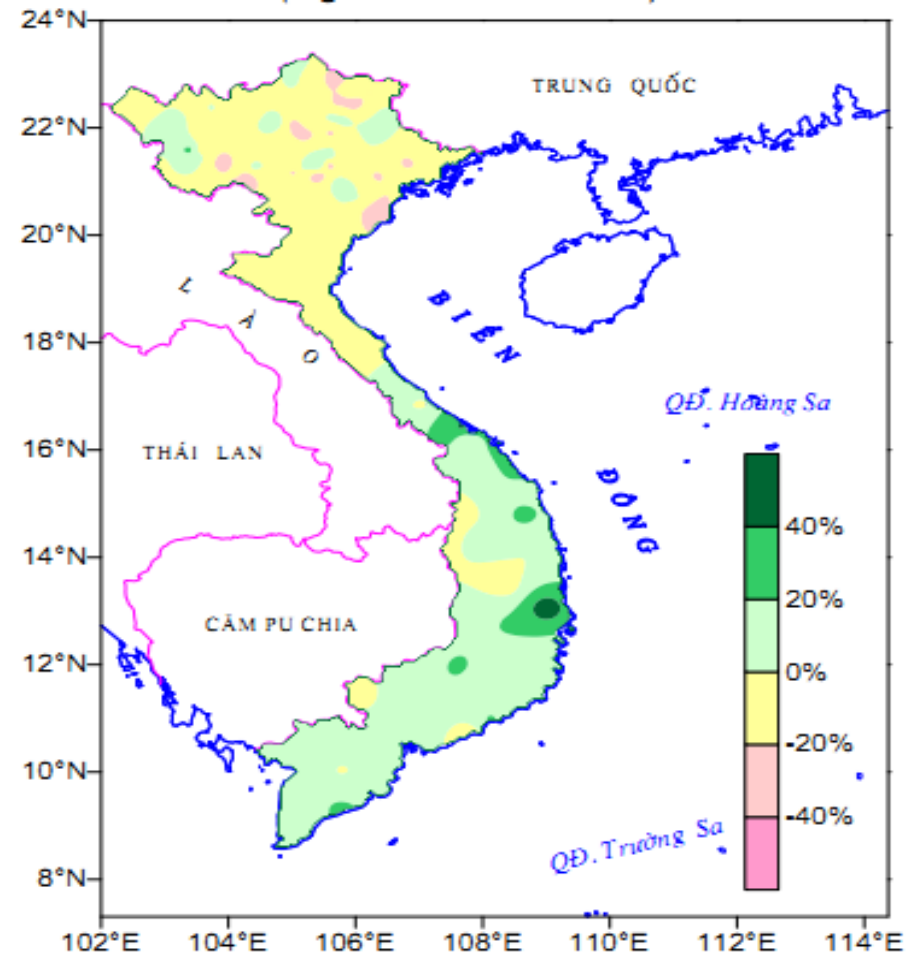 24°N
TRUNG QUỐC
22°N
20°N
LÀO
BIỂN
18°N
QĐ. Hoàng Sa
THÁI LAN
16°N
ĐÔNG
40%
14°N
20%
CĂM PU CHIA
12°N
0%
-20%
10°N
-40%
QĐ. Trường Sa
8°N
102°E 104°E 106°E 108°E 110°E 112°E 114°E